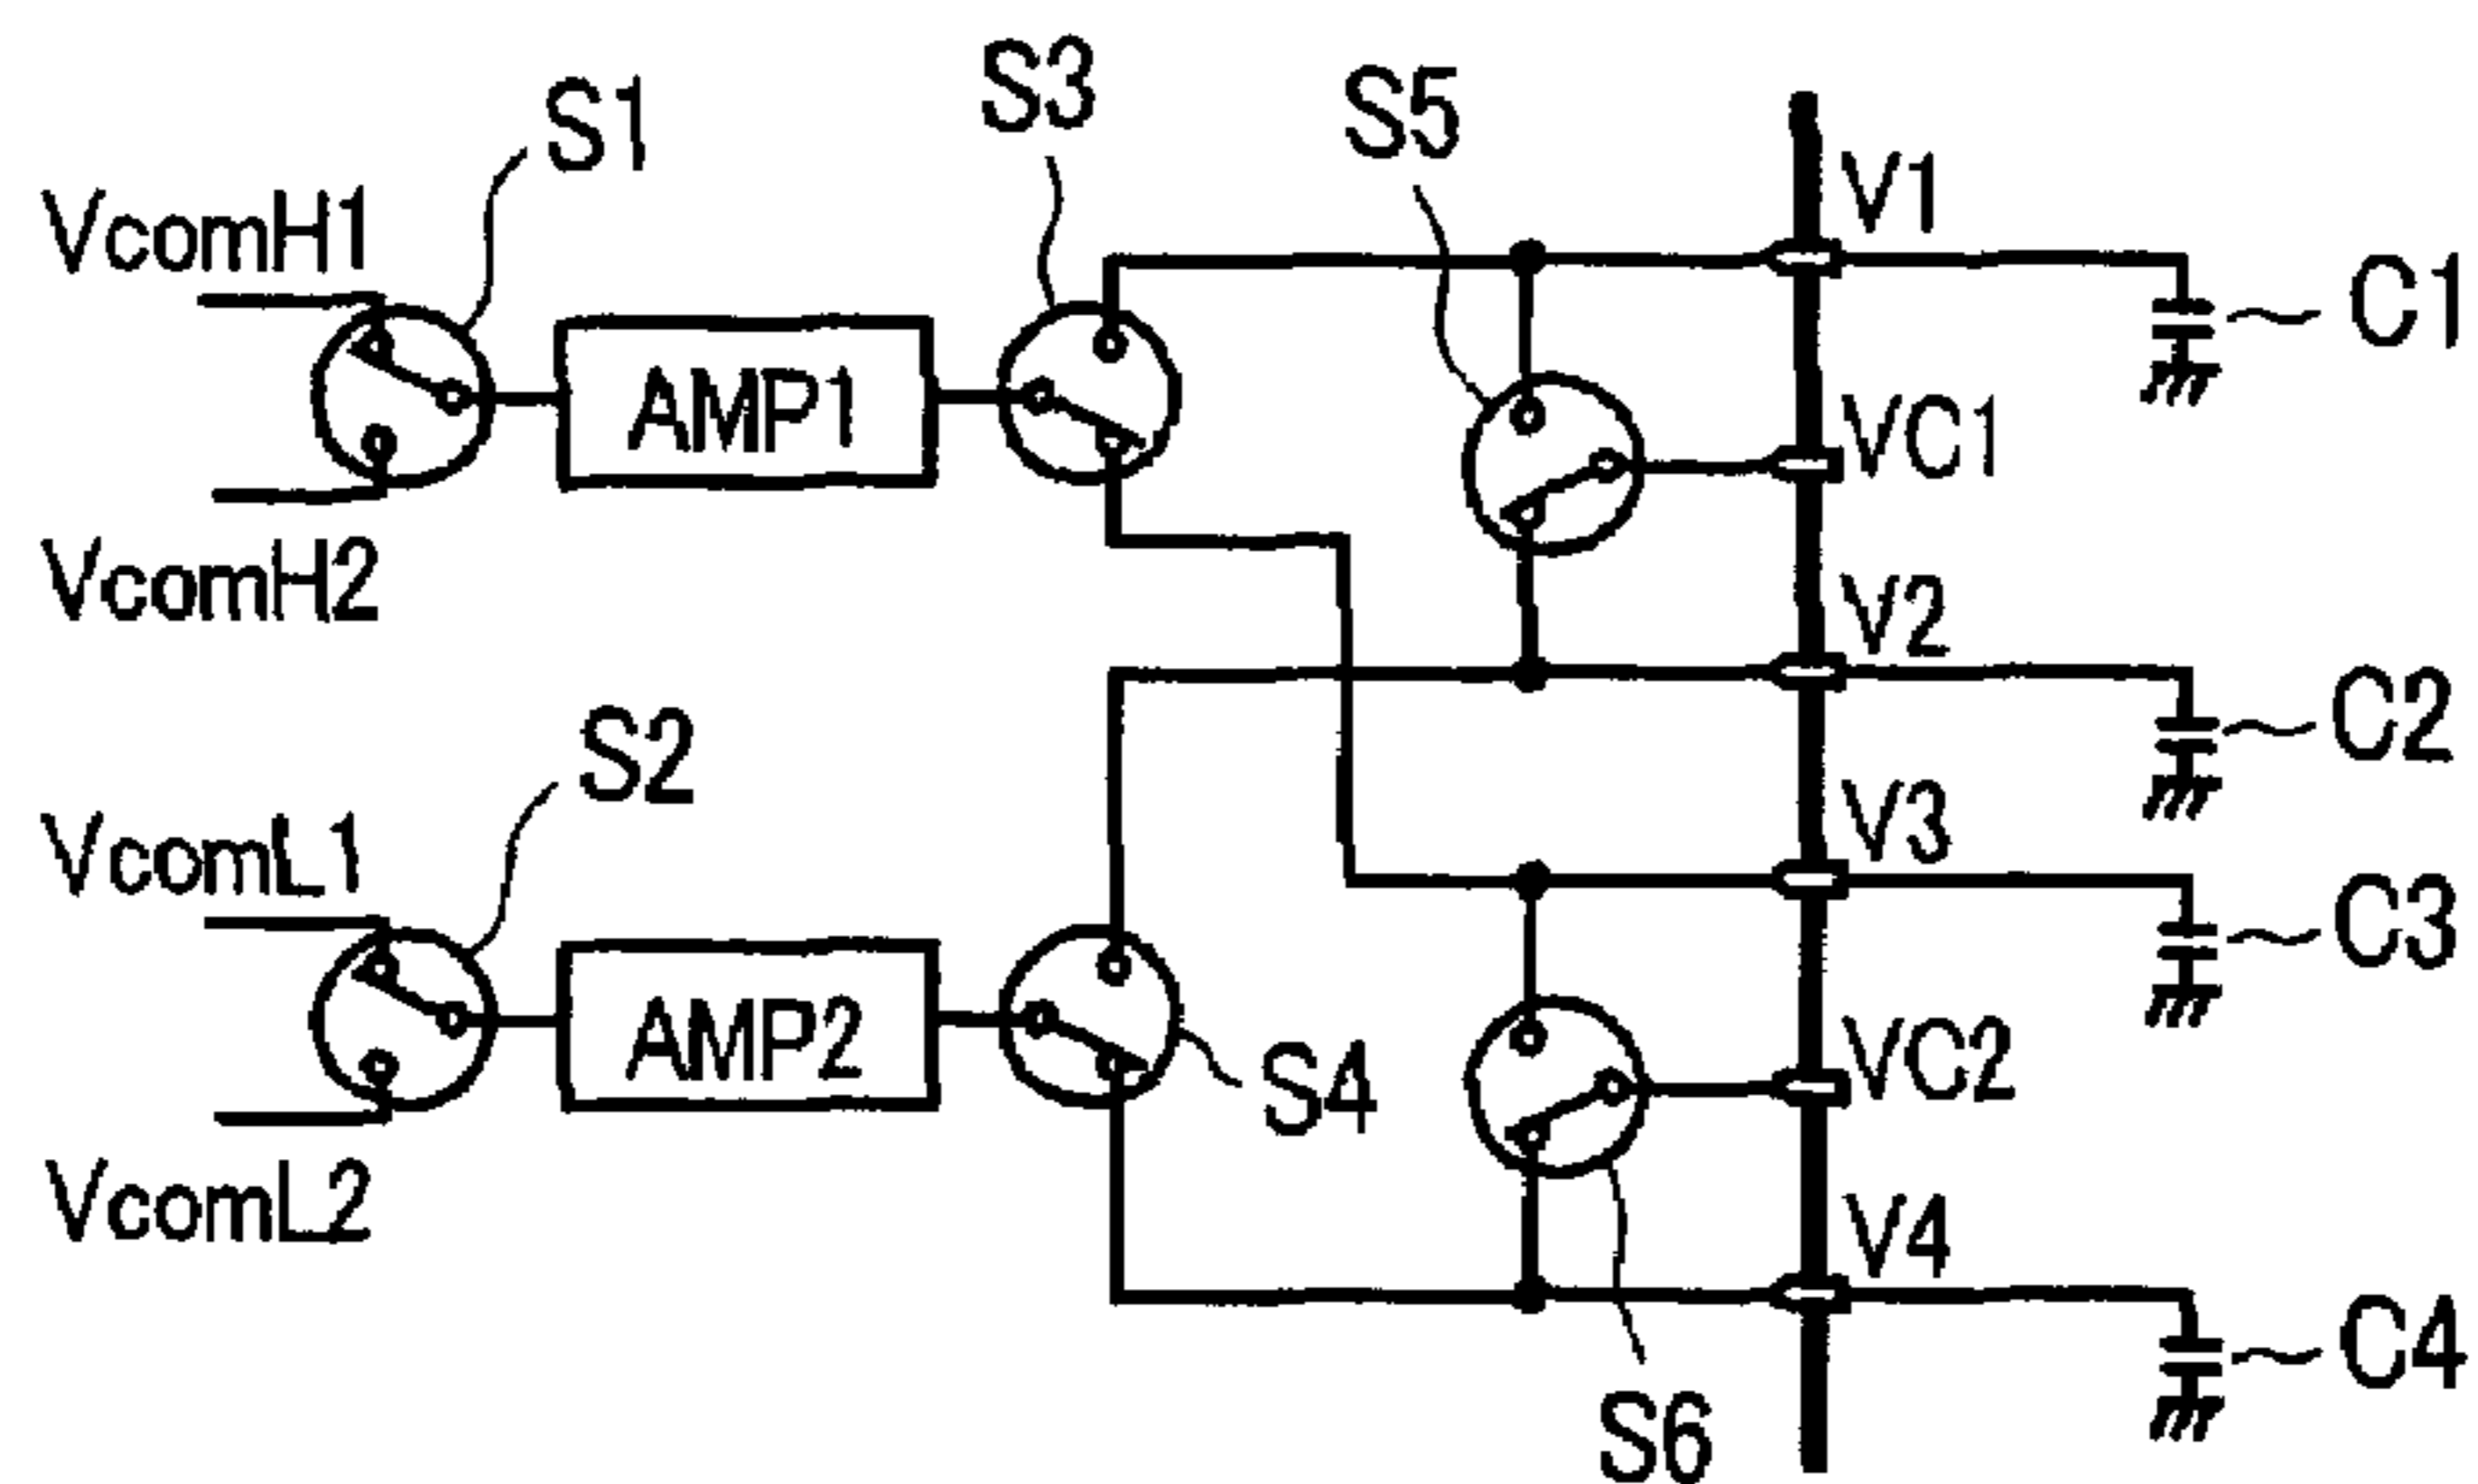 S1
S3
S5
VcomH1
V1
C1
AMP1
VC1
VcomH2
V2
C2
S2
V3
VcomL1
C3
AMP2
S4
VC2
VcomL2
V4
C4
S6